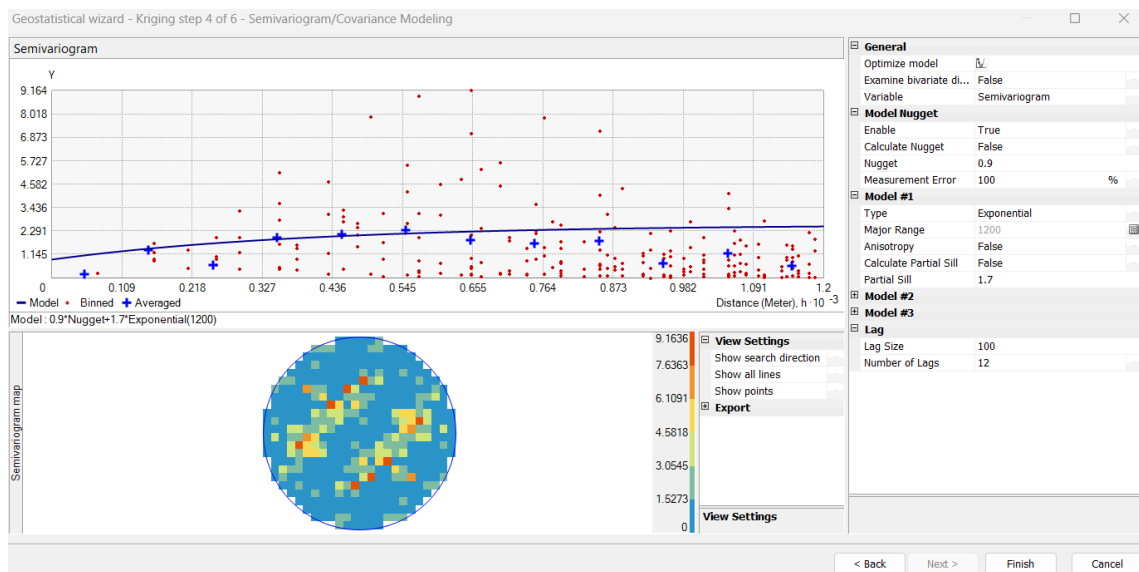 Geostatistical wizard - Kriging step 4 of 6 - Semivariogram/Covariance Modeling
Semivariogram
Υ
9.164
8.018
6.873
5.727
4.582
3.436
2.291
1.145
0 0.109 0.218 0.327 0.436 0.545 0.655 0.764 0.873 0.982 1.091 1.2
Model Binned Averaged Distance (Meter), h ·10 -3
Model : 0.9*Nugget+1.7*Exponential(1200)
Semivariogram map
9.1636
7.6363
6.1091
4.5818
3.0545
1.5273
0
View Settings
Show search direction
Show all lines
Show points
Export
View Settings
General
Optimize model
Examine bivariate di... False
Variable Semivariogram
Model Nugget
Enable True
Calculate Nugget False
Nugget 0.9
Measurement Error 100 %
Model #1
Type Exponential
Major Range 1200
Anisotropy False
Calculate Partial Sill False
Partial Sill 1.7
Model #2
Model #3
Lag
Lag Size 100
Number of Lags 12
< Back Next > Finish Cancel